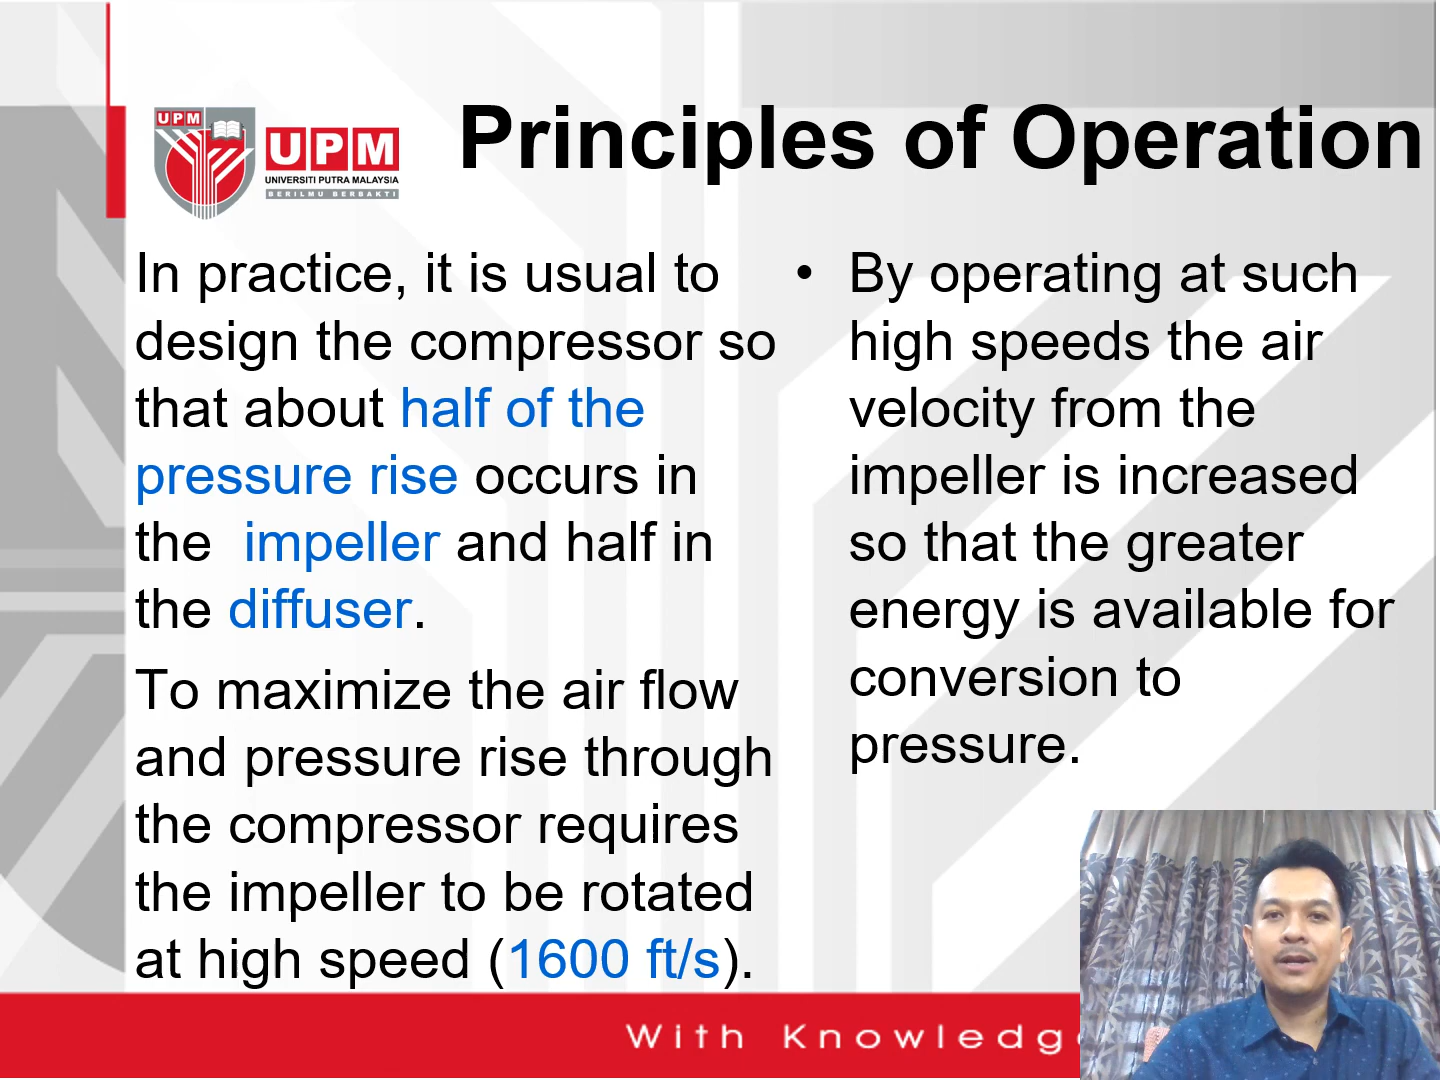 UPM
UPM
UNIVERSITI PUTRA MALAYSIA
BERILMU BERBAKTI
Principles of Operation
In practice, it is usual to
design the compressor so
that about half of the
pressure rise occurs in
the impeller and half in
the diffuser.
To maximize the air flow
and pressure rise through
the compressor requires
the impeller to be rotated
at high speed (1600 ft/s).
• By operating at such
high speeds the air
velocity from the
impeller is increased
so that the greater
energy is available for
conversion to
pressure.
With Knowledg